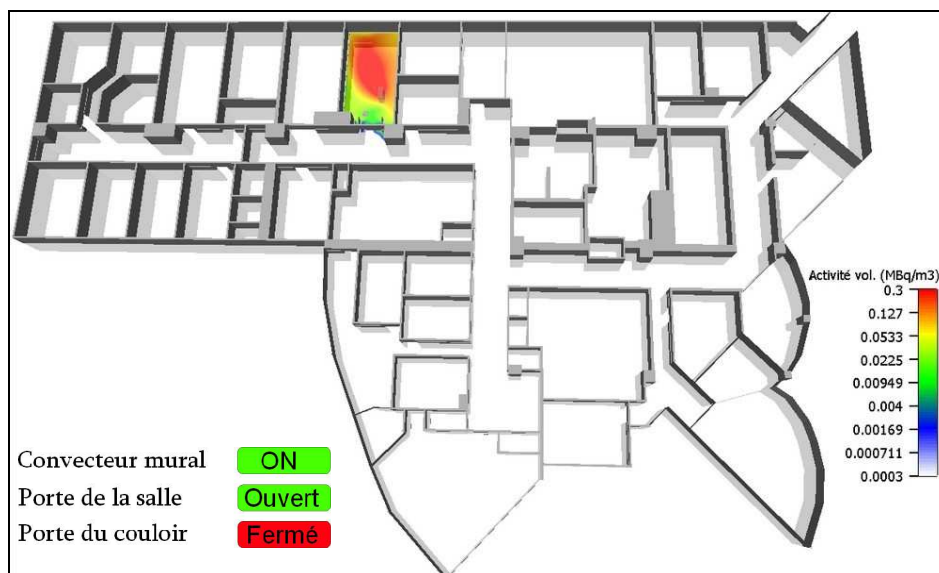 Activité vol. (MBq/m3)
0.3
0.127
0.0533
0.0225
0.00949
0.004
0.00169
0.000711
0.0003
Convecteur mural ON
Porte de la salle Ouvert
Porte du couloir Fermé